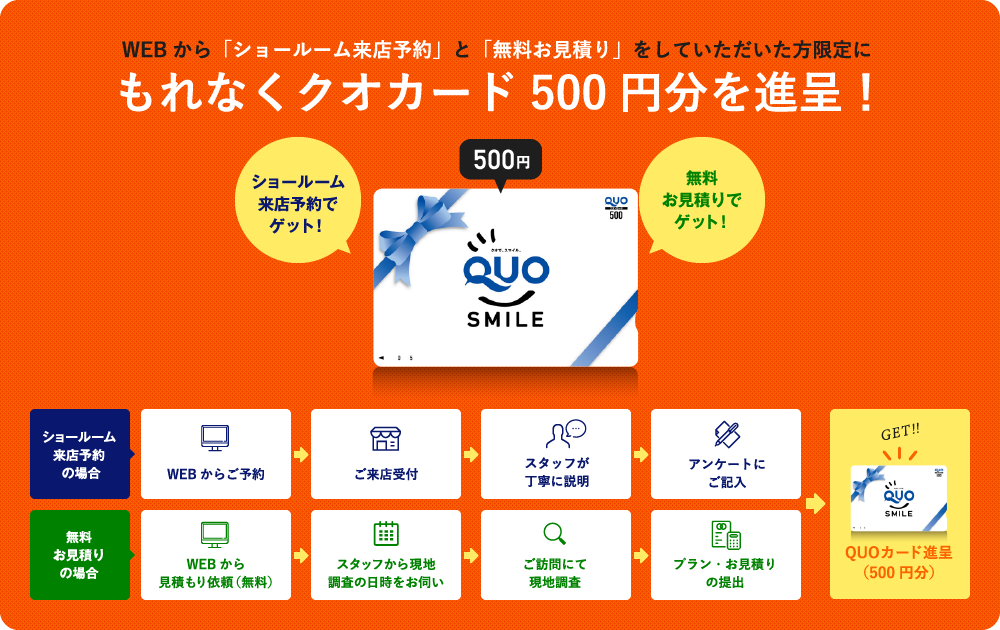 WEBから「ショールーム来店予約」と「無料お見積り」をしていただいた方限定に
もれなくクオカード500円分を進呈！
ショールーム
来店予約で
ゲット！
500円
無料
お見積りで
ゲット！
QUO
500
クオで、スマイル。
QUO
SMILE
0 5
ショールーム
来店予約
の場合
WEBからご予約
ご来店受付
スタッフが
丁寧に説明
アンケートに
ご記入
無料
お見積り
の場合
WEBから
見積もり依頼（無料）
スタッフから現地
調査の日時をお伺い
ご訪問にて
現地調査
プラン・お見積り
の提出
GET!!
QUO
SMILE
QUOカード進呈
（500円分）